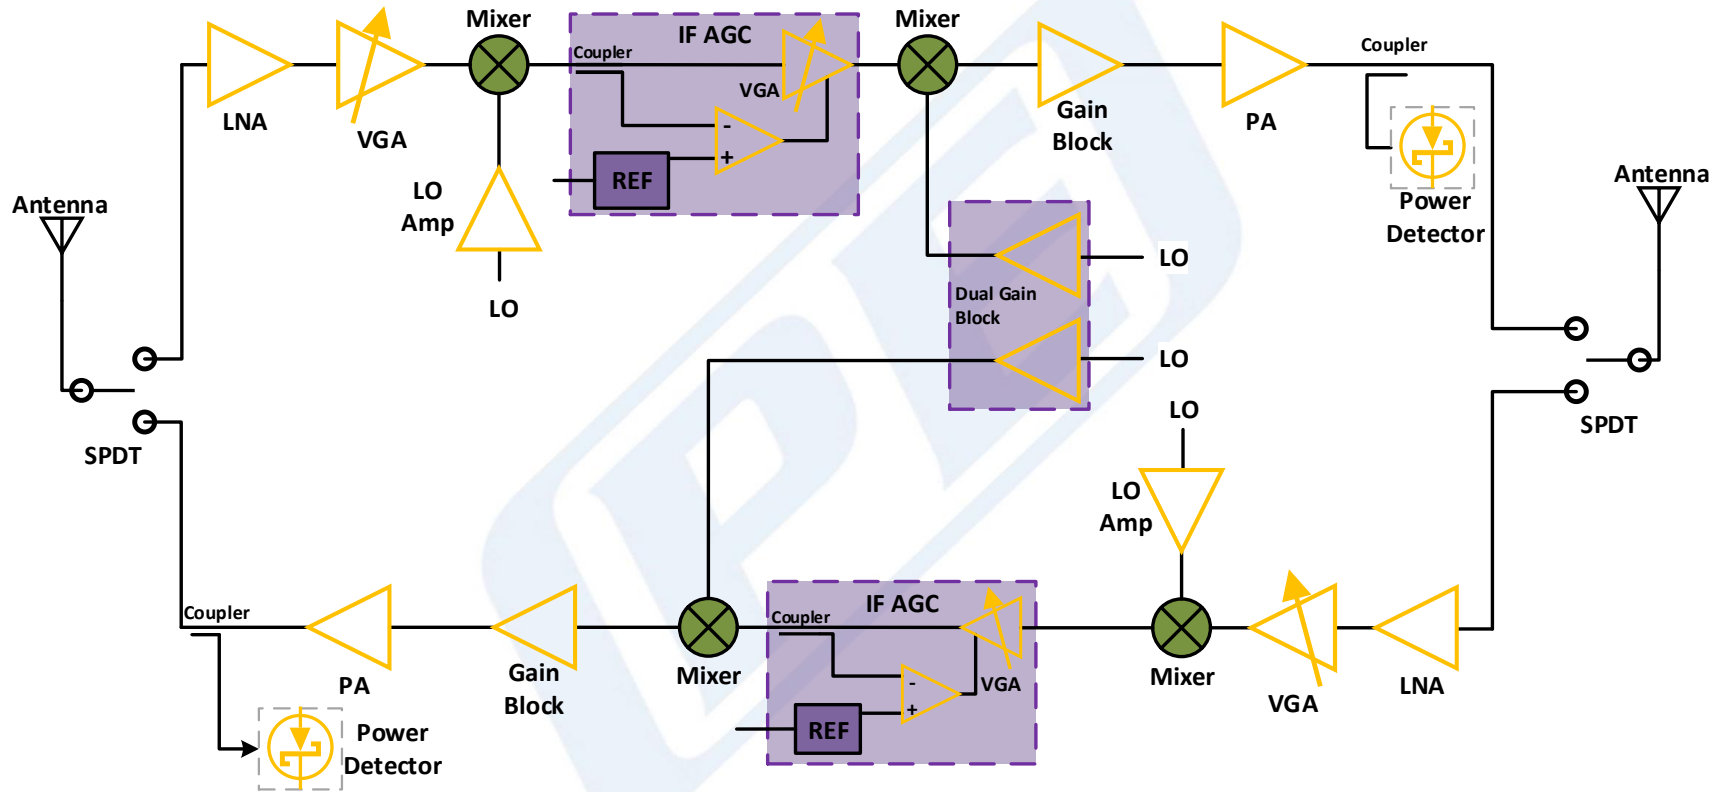 Mixer
IF AGC
Coupler
VGA
-
+
REF
Mixer
Coupler
LNA
VGA
Gain
Block
PA
LO
Amp
LO
Power
Detector
Antenna
Antenna
LO
Dual Gain
Block
LO
SPDT
SPDT
LO
LO
Amp
Coupler
PA
Gain
Block
Mixer
IF AGC
Coupler
VGA
-
+
REF
Mixer
VGA
LNA
Power
Detector
PE